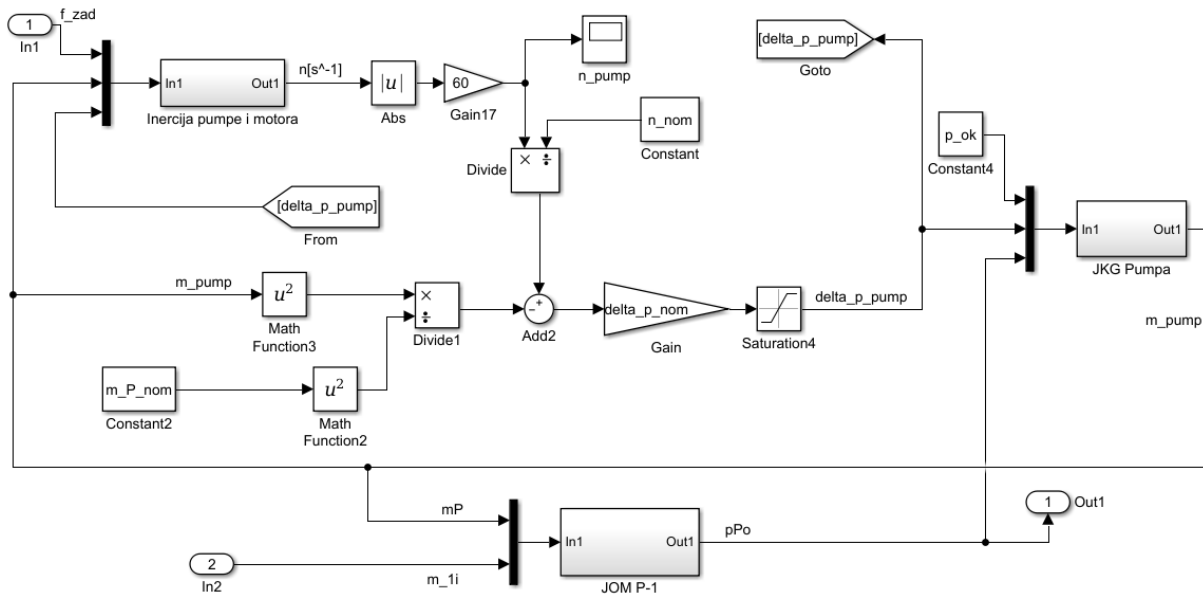 f_zad
1
In1
In1
Out1
Inercija pumpe i motora
n[s^-1]
|u|
Abs
60
Gain17
n_pump
[delta_p_pump]
Goto
n_nom
Constant
Divide
× ÷
p_ok
Constant4
[delta_p_pump]
From
In1
Out1
JKG Pumpa
m_pump
m_pump
u²
Math
Function3
×
÷
Divide1
- +
Add2
delta_p_nom
Gain
Saturation4
delta_p_pump
m_P_nom
Constant2
u²
Math
Function2
mP
2
In2
m_1i
In1
Out1
JOM P-1
pPo
1
Out1